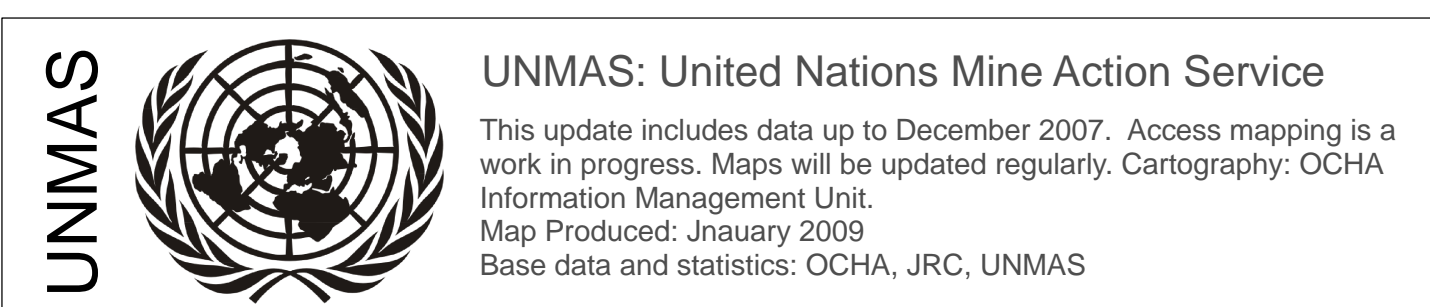 UNMAS
UNMAS: United Nations Mine Action Service
This update includes data up to December 2007. Access mapping is a
work in progress. Maps will be updated regularly. Cartography: OCHA
Information Management Unit.
Map Produced: Jnauary 2009
Base data and statistics: OCHA, JRC, UNMAS